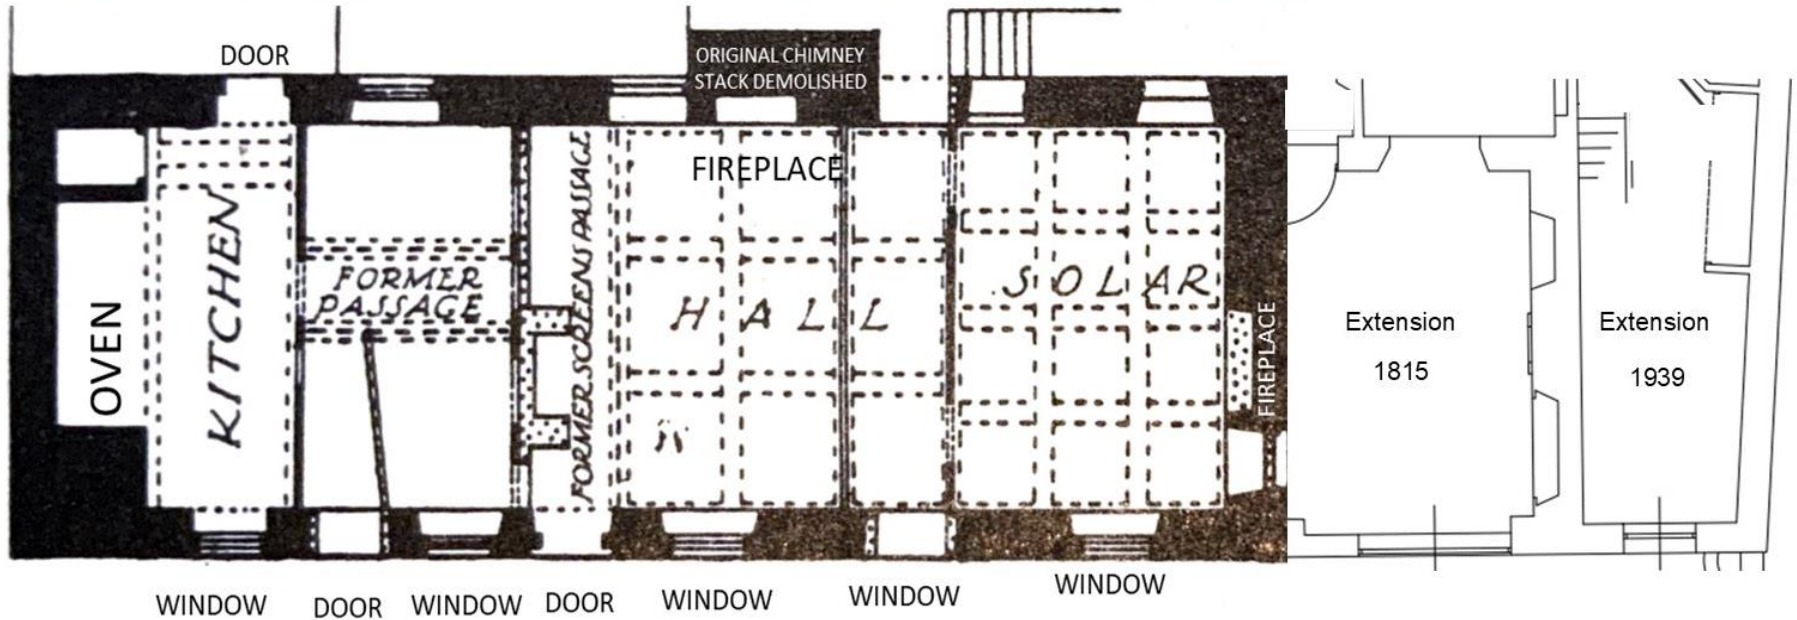 DOOR
ORIGINAL CHIMNEY
STACK DEMOLISHED
FIREPLACE
OVEN
KITCHEN
FORMER
PASSAGE
FORMER SCREENS PASSAGE
HALL
SOLAR
FIREPLACE
Extension
1815
Extension
1939
WINDOW
DOOR
WINDOW
DOOR
WINDOW
WINDOW
WINDOW